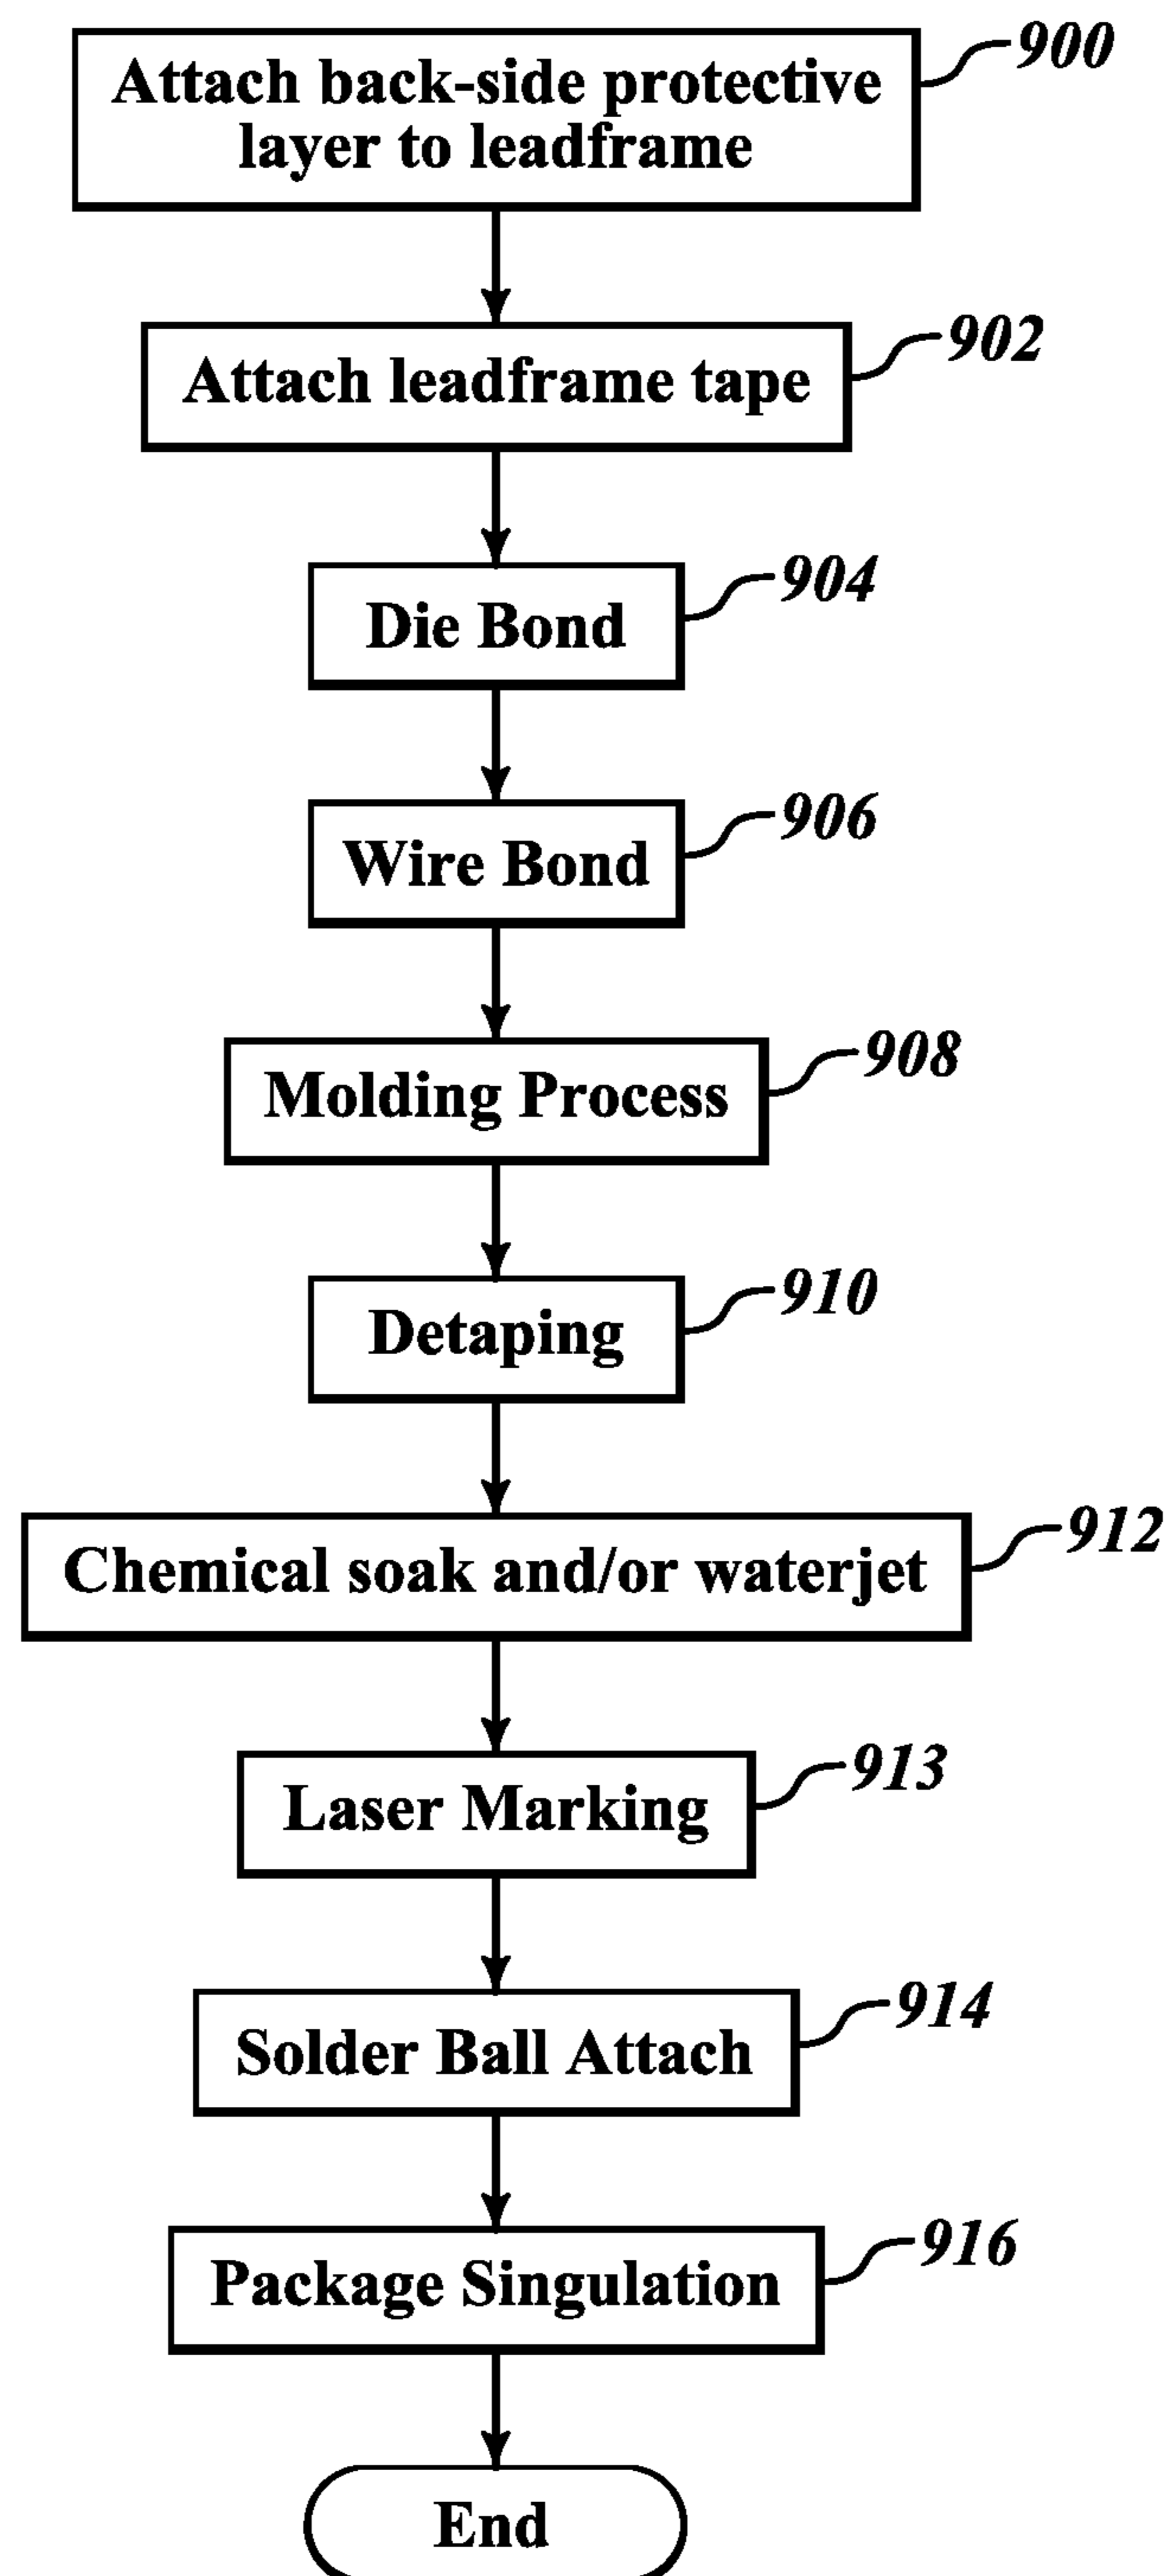 900
Attach back-side protective
layer to leadframe
902
Attach leadframe tape
904
Die Bond
906
Wire Bond
908
Molding Process
910
Detaping
912
Chemical soak and/or waterjet
913
Laser Marking
914
Solder Ball Attach
916
Package Singulation
End